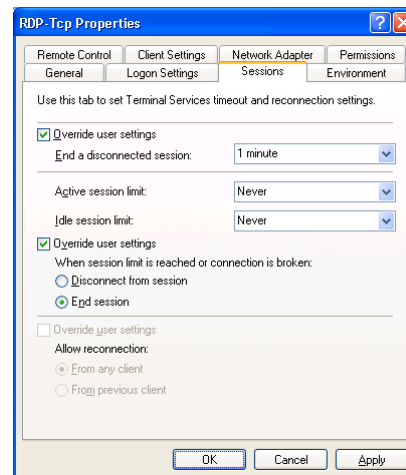 RDP-Tcp Properties
Remote Control Client Settings Network Adapter Permissions
General Logon Settings Sessions Environment
Use this tab to set Terminal Services timeout and reconnection settings.
Override user settings
End a disconnected session: 1 minute
Active session limit: Never
Idle session limit: Never
Override user settings
When session limit is reached or connection is broken:
Disconnect from session
End session
Override user settings
Allow reconnection:
From any client
From previous client
OK Cancel Apply